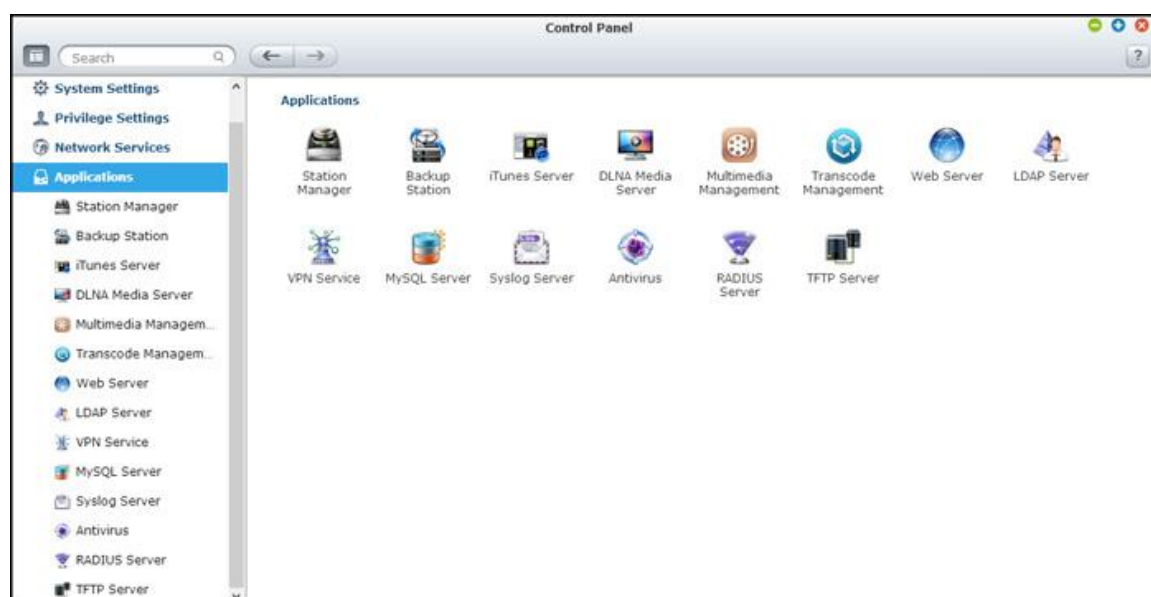 Control Panel
Search
?
System Settings
Privilege Settings
Network Services
Applications
Station Manager
Backup Station
iTunes Server
DLNA Media Server
Multimedia Managem...
Transcode Managem...
Web Server
LDAP Server
VPN Service
MySQL Server
Syslog Server
Antivirus
RADIUS Server
TFTP Server
Applications
Station
Manager
Backup
Station
iTunes Server
DLNA Media
Server
Multimedia
Management
Transcode
Management
Web Server
LDAP Server
VPN Service
MySQL Server
Syslog Server
Antivirus
RADIUS
Server
TFTP Server